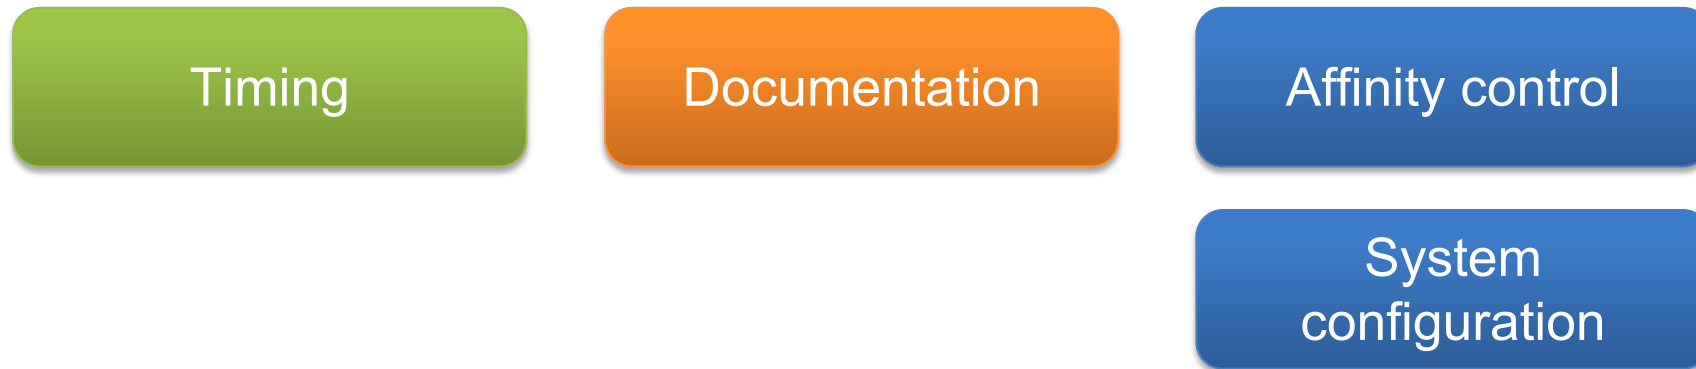 Timing
Documentation
Affinity control
System
configuration